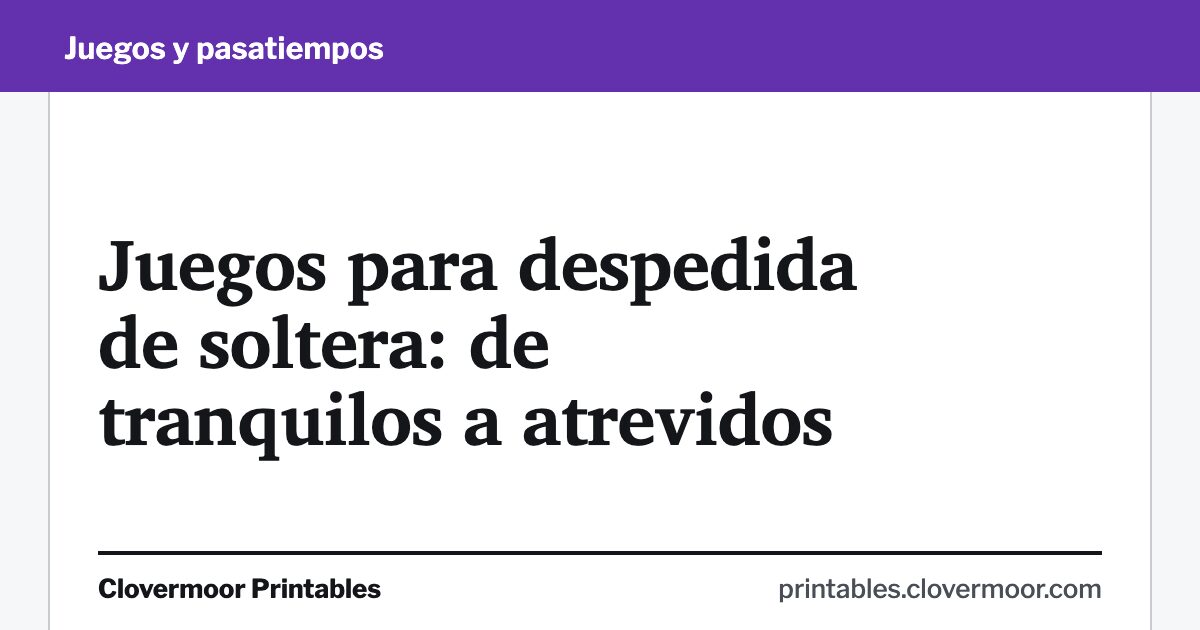 Juegos y pasatiempos
Juegos para despedida
de soltera: de
tranquilos a atrevidos
Clovermoor Printables
printables.clovermoor.com